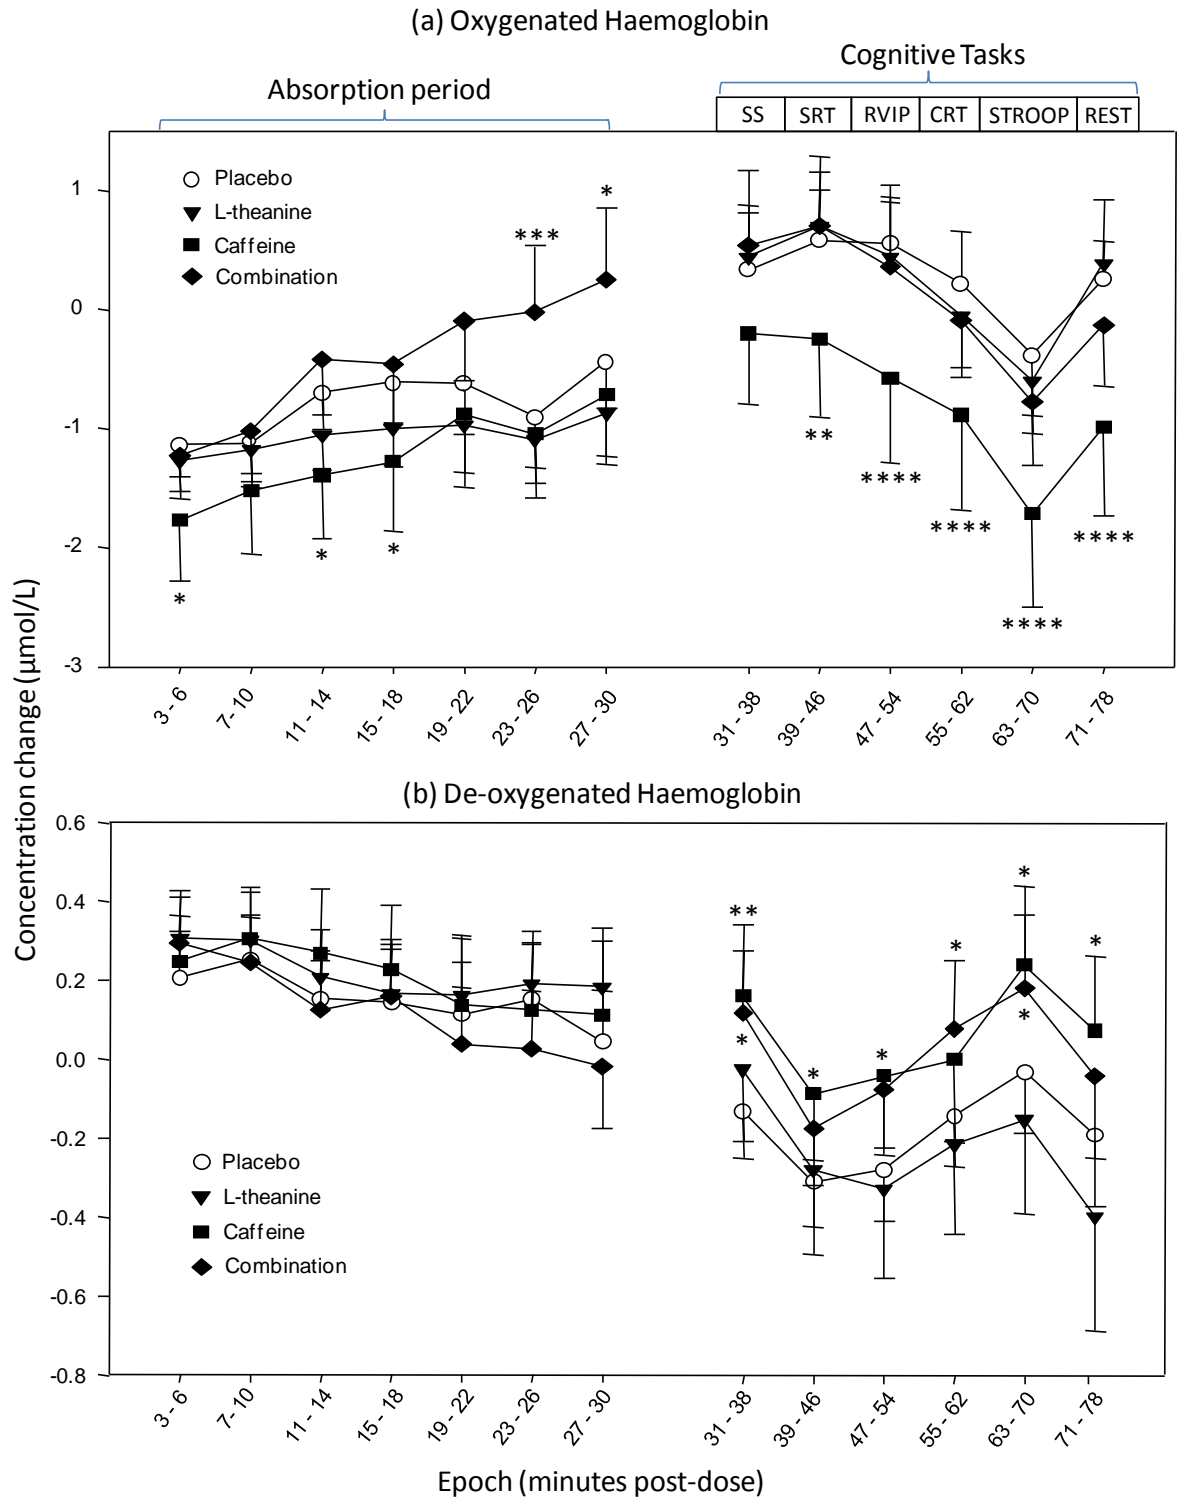 (a) Oxygenated Haemoglobin
Cognitive Tasks
Absorption period
SS SRT RVIP CRT STROOP REST
Placebo
L-theanine
Caffeine
Combination
1
0
-1
-2
-3
*
***
*
*
*
*
**
****
****
****
****
3 - 6
7- 10
11 - 14
15 - 18
19 - 22
23 - 26
27 - 30
31 - 38
39 - 46
47 - 54
55 - 62
63 - 70
71 - 78
Concentration change (µmol/L)
(b) De-oxygenated Haemoglobin
0.6
0.4
0.2
0.0
-0.2
-0.4
-0.6
-0.8
**
*
*
*
*
*
*
*
Placebo
L-theanine
Caffeine
Combination
3 - 6
7- 10
11 - 14
15 - 18
19 - 22
23 - 26
27 - 30
31 - 38
39 - 46
47 - 54
55 - 62
63 - 70
71 - 78
Epoch (minutes post-dose)